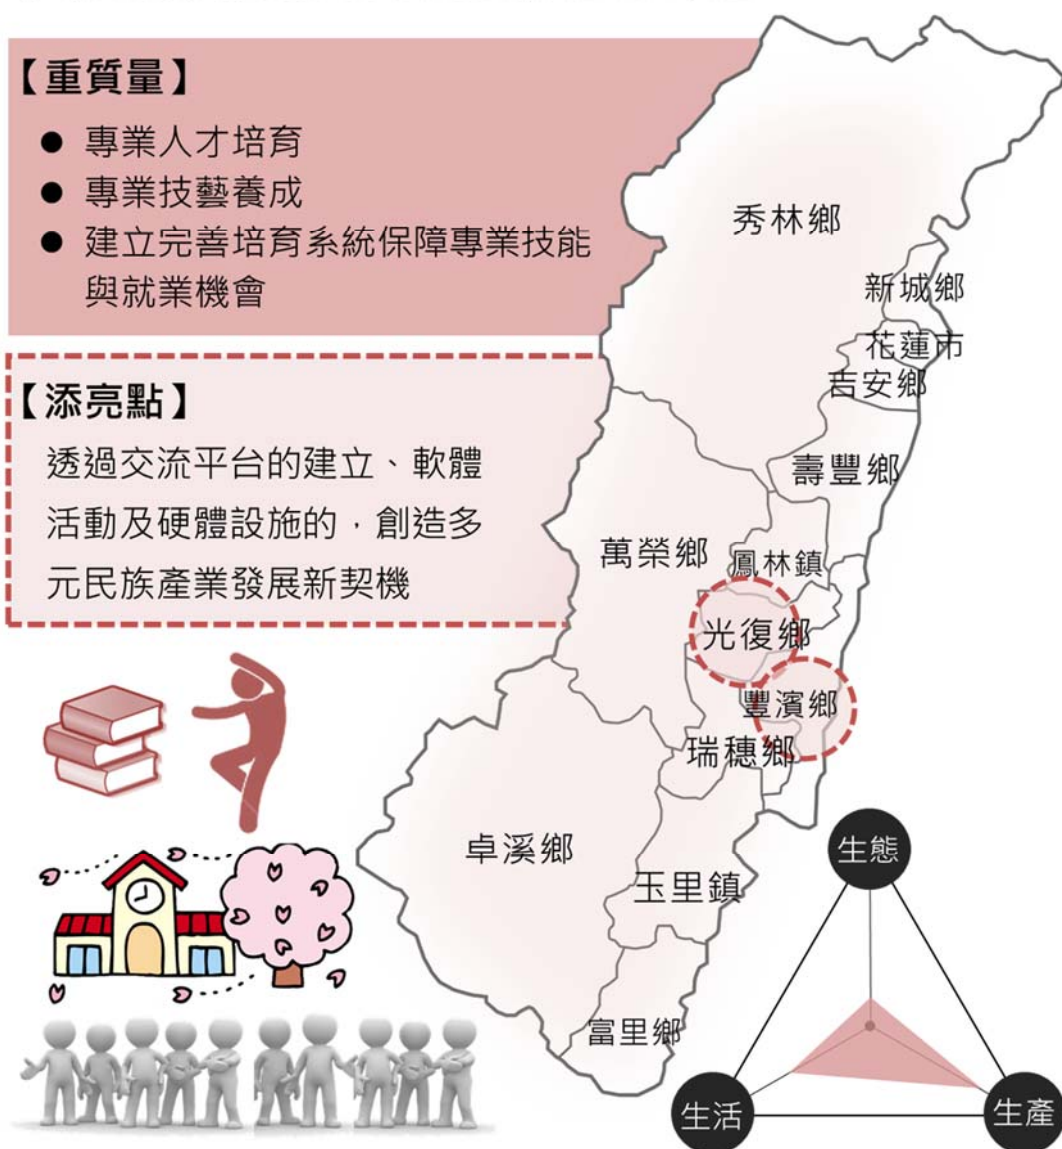 【重質量】
● 專業人才培育
● 專業技藝養成
● 建立完善培育系統保障專業技能
與就業機會
【添亮點】
透過交流平台的建立、軟體
活動及硬體設施的，創造多
元民族產業發展新契機
秀林鄉
新城鄉
花蓮市
吉安鄉
壽豐鄉
萬榮鄉
鳳林鎮
光復鄉
豐濱鄉
瑞穗鄉
卓溪鄉
玉里鎮
富里鄉
生態
生活
生產